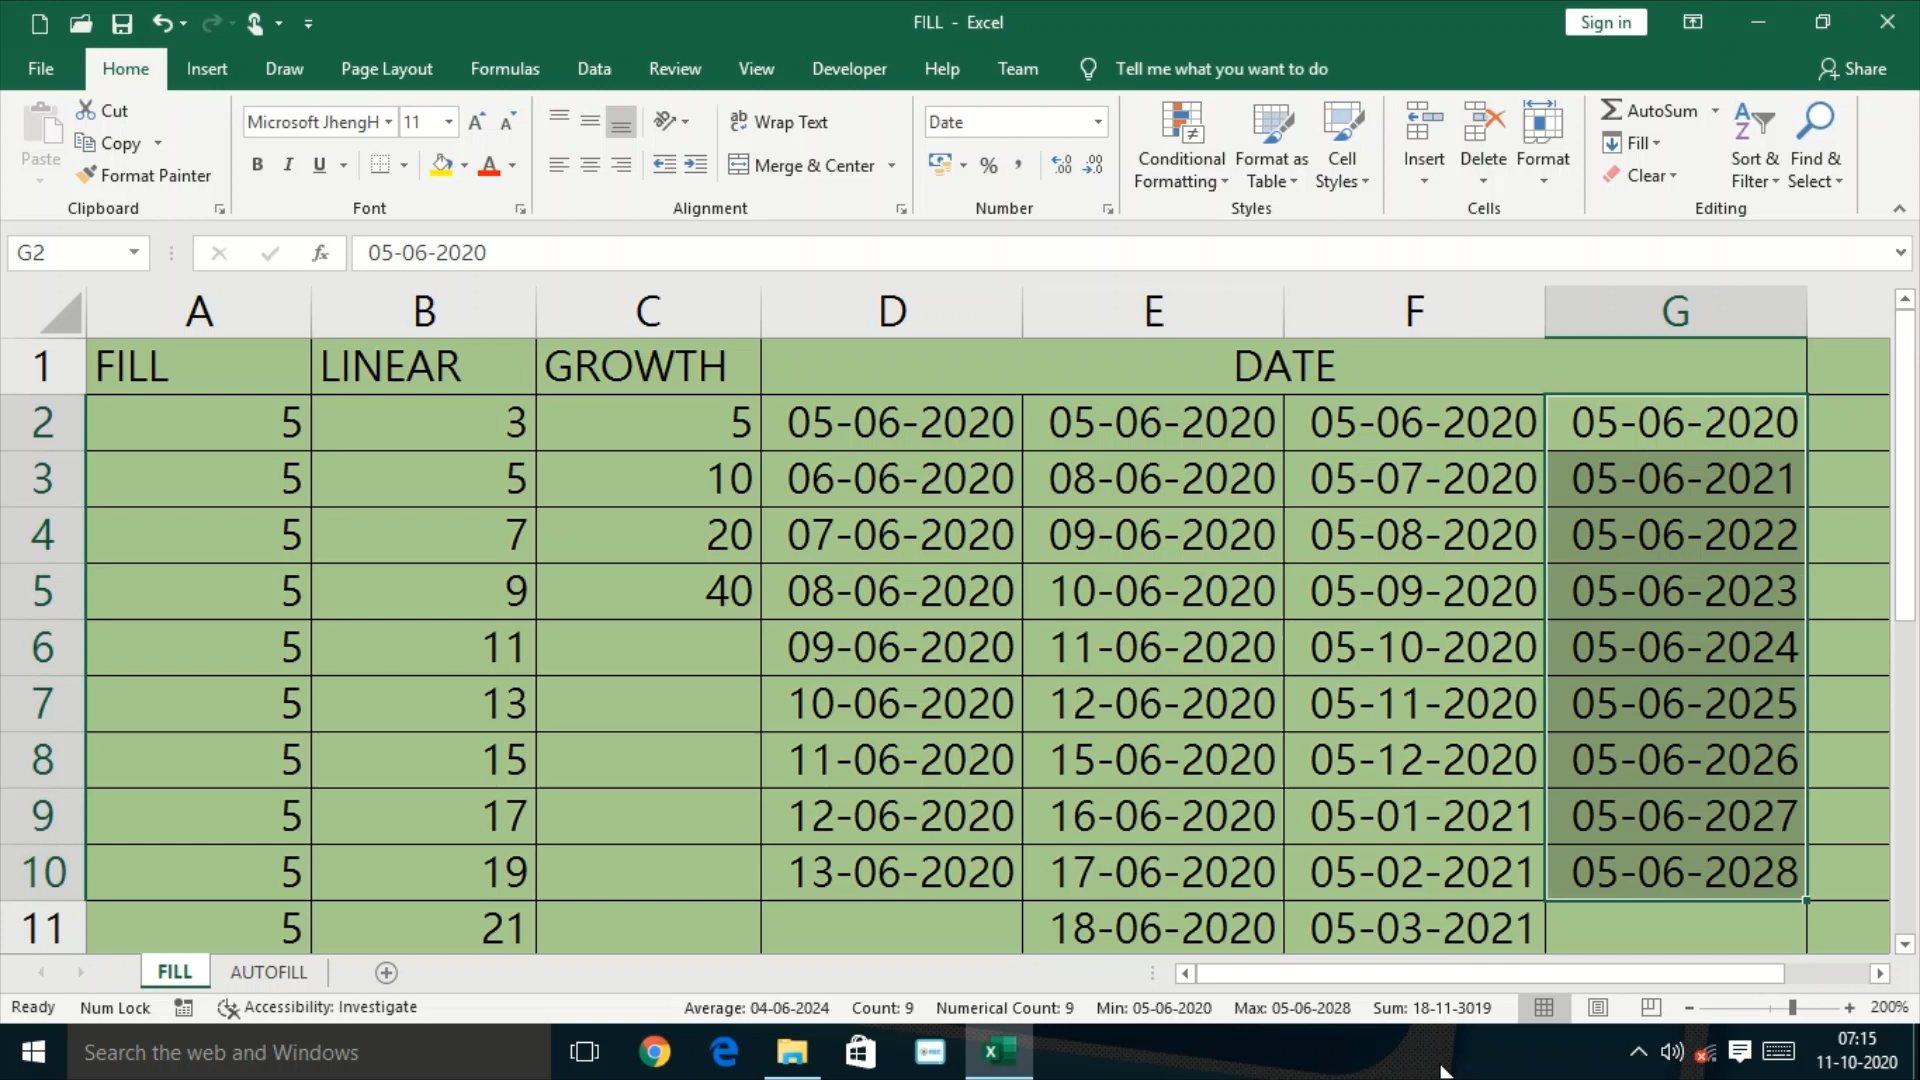 FILL - Excel
Sign in
File Home Insert Draw Page Layout Formulas Data Review View Developer Help Team Tell me what you want to do Share
Paste
Cut
Copy
Format Painter
Clipboard
Microsoft JhengH 11
B I U
Font
ab Wrap Text
Merge & Center
Alignment
Date
% ,
Number
Conditional Formatting
Format as Table
Cell Styles
Styles
Insert
Delete
Format
Cells
AutoSum
Fill
Clear
Sort & Filter
Find & Select
Editing
G2 fx 05-06-2020
A B C D E F G
1 FILL LINEAR GROWTH DATE
2 5 3 5 05-06-2020 05-06-2020 05-06-2020 05-06-2020
3 5 5 10 06-06-2020 08-06-2020 05-07-2020 05-06-2021
4 5 7 20 07-06-2020 09-06-2020 05-08-2020 05-06-2022
5 5 9 40 08-06-2020 10-06-2020 05-09-2020 05-06-2023
6 5 11 09-06-2020 11-06-2020 05-10-2020 05-06-2024
7 5 13 10-06-2020 12-06-2020 05-11-2020 05-06-2025
8 5 15 11-06-2020 15-06-2020 05-12-2020 05-06-2026
9 5 17 12-06-2020 16-06-2020 05-01-2021 05-06-2027
10 5 19 13-06-2020 17-06-2020 05-02-2021 05-06-2028
11 5 21 18-06-2020 05-03-2021
FILL AUTOFILL
Ready Num Lock Accessibility: Investigate Average: 04-06-2024 Count: 9 Numerical Count: 9 Min: 05-06-2020 Max: 05-06-2028 Sum: 18-11-3019 200%
Search the web and Windows
07:15
11-10-2020